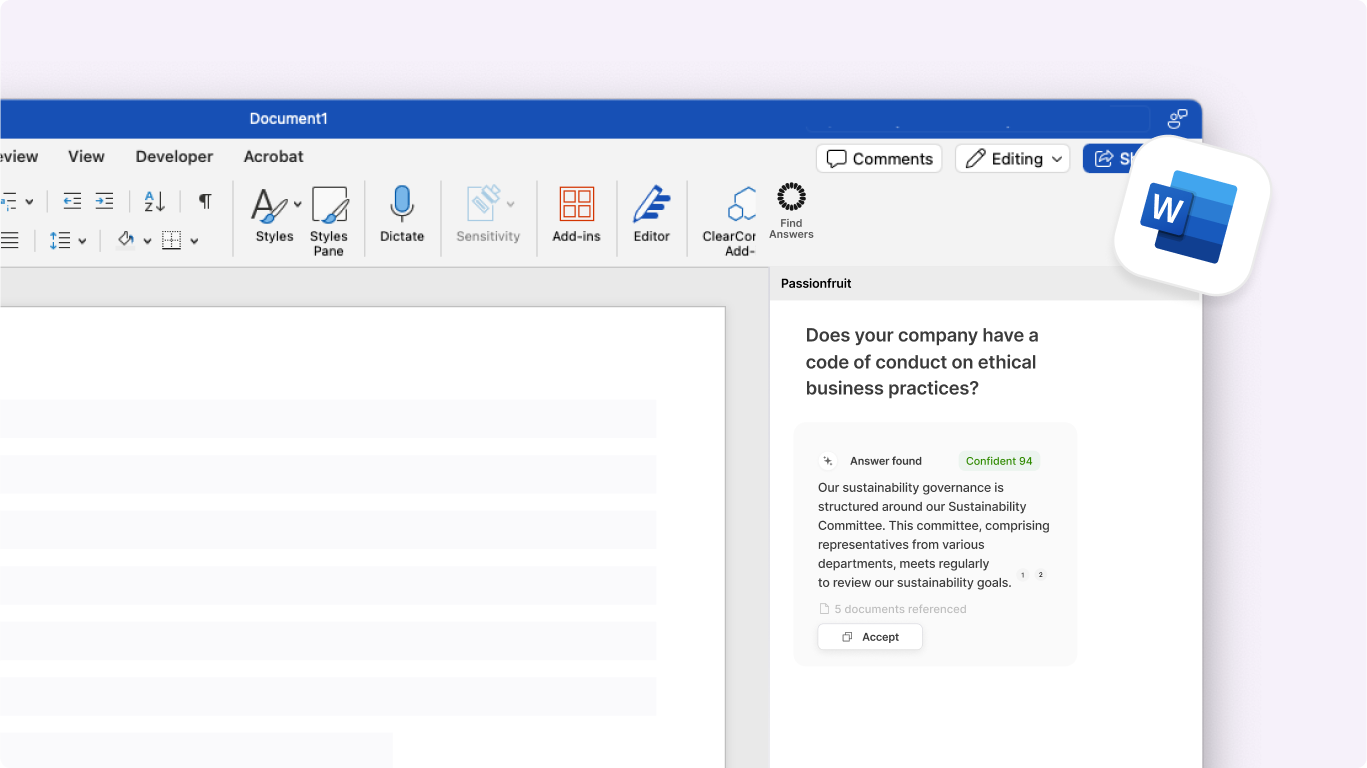 Document1
eview View Developer Acrobat
Comments Editing
Styles
Styles
Pane
Dictate
Sensitivity
Add-ins
Editor
ClearCor
Add-
Find
Answers
W
Passionfruit
Does your company have a
code of conduct on ethical
business practices?
Answer found Confident 94
Our sustainability governance is
structured around our Sustainability
Committee. This committee, comprising
representatives from various
departments, meets regularly
to review our sustainability goals. 1 2
5 documents referenced
Accept